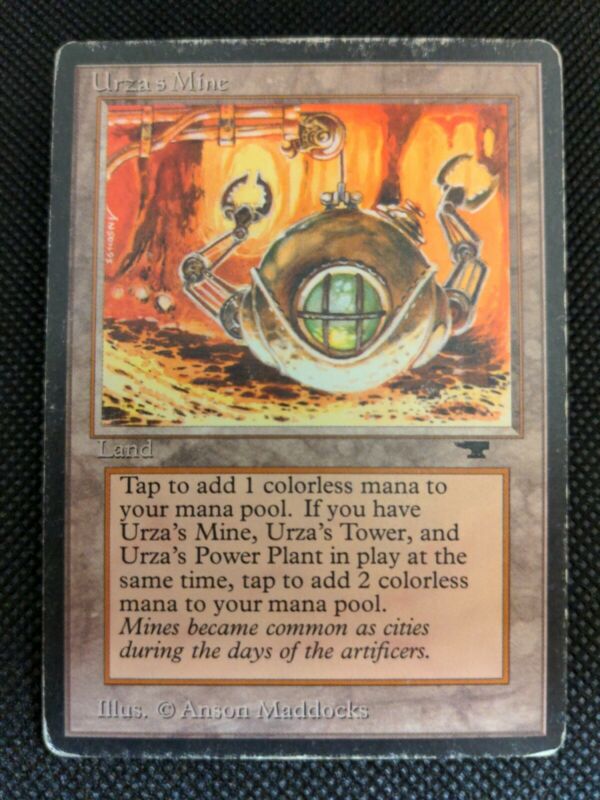 Urza's Mine
Land
Tap to add 1 colorless mana to
your mana pool. If you have
Urza's Mine, Urza's Tower, and
Urza's Power Plant in play at the
same time, tap to add 2 colorless
mana to your mana pool.
Mines became common as cities
during the days of the artificers.
Illus. © Anson Maddocks